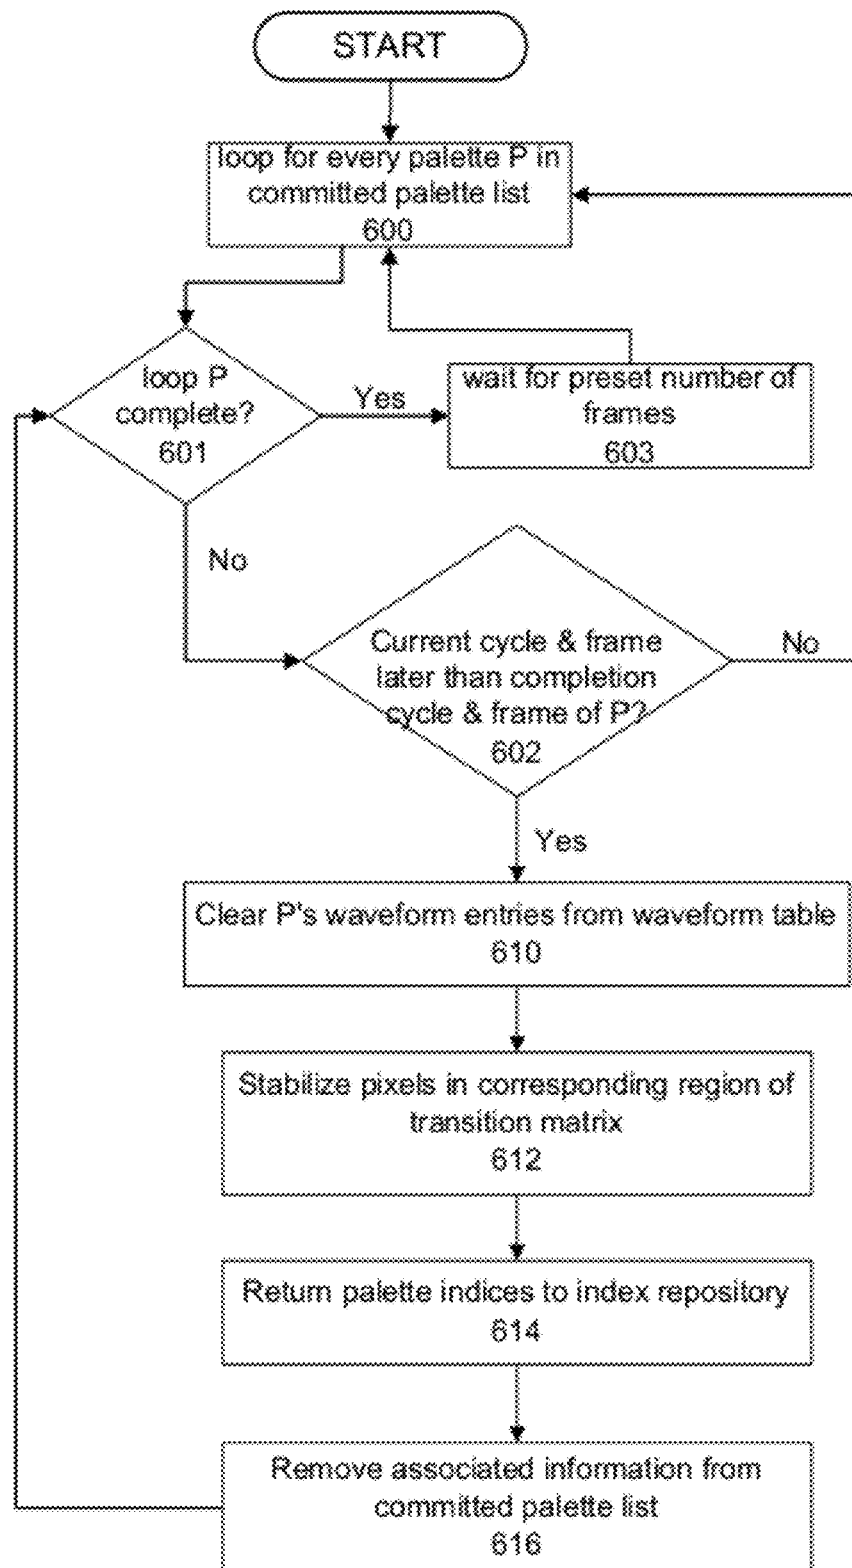 START
loop for every palette P in
committed palette list
600
loop P
complete?
601
Yes
wait for preset number of
frames
603
No
Current cycle & frame
later than completion
cycle & frame of P?
602
No
Yes
Clear P's waveform entries from waveform table
610
Stabilize pixels in corresponding region of
transition matrix
612
Return palette indices to index repository
614
Remove associated information from
committed palette list
616